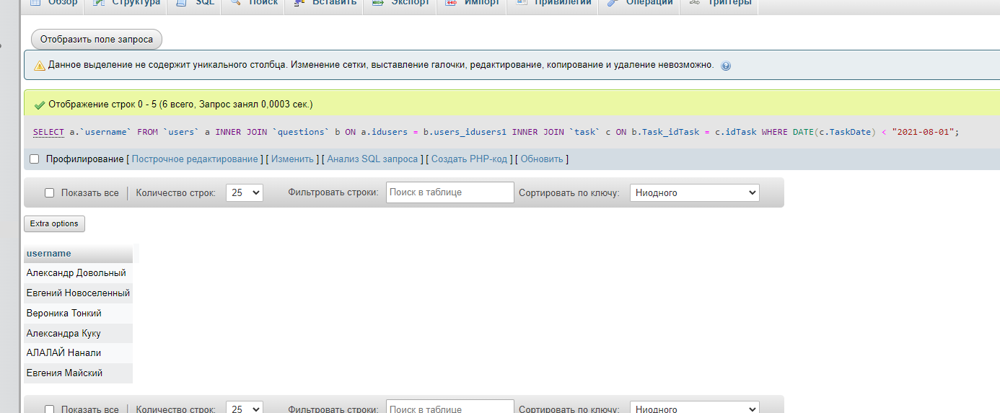 Обзор Структура SQL Поиск Вставить Экспорт Импорт Привилегии Операции Триггеры
Отобразить поле запроса
Данное выделение не содержит уникального столбца. Изменение сетки, выставление галочки, редактирование, копирование и удаление невозможно.
Отображение строк 0 - 5 (6 всего, Запрос занял 0,0003 сек.)
SELECT a.`username` FROM `users` a INNER JOIN `questions` b ON a.idusers = b.users_idusers1 INNER JOIN `task` c ON b.Task_idTask = c.idTask WHERE DATE(c.TaskDate) < "2021-08-01";
Профилирование [ Построчное редактирование ] [ Изменить ] [ Анализ SQL запроса ] [ Создать PHP-код ] [ Обновить ]
Показать все Количество строк: 25 Фильтровать строки: Поиск в таблице Сортировать по ключу: Ниодного
Extra options
username
Александр Довольный
Евгений Новоселенный
Вероника Тонкий
Александра Куку
АЛАЛАЙ Нанали
Евгения Майский
Показать все Количество строк: 25 Фильтровать строки: Поиск в таблице Сортировать по ключу: Ниодного